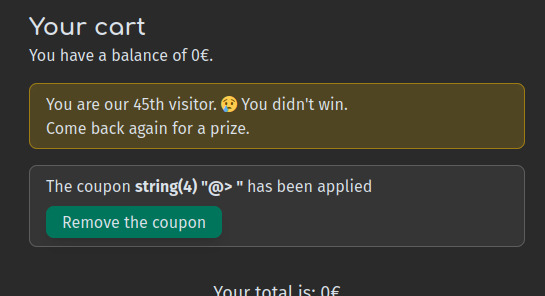 Your cart
You have a balance of 0€.
You are our 45th visitor. 😢 You didn't win.
Come back again for a prize.
The coupon string(4) "@> " has been applied
Remove the coupon
Your total is: 0€